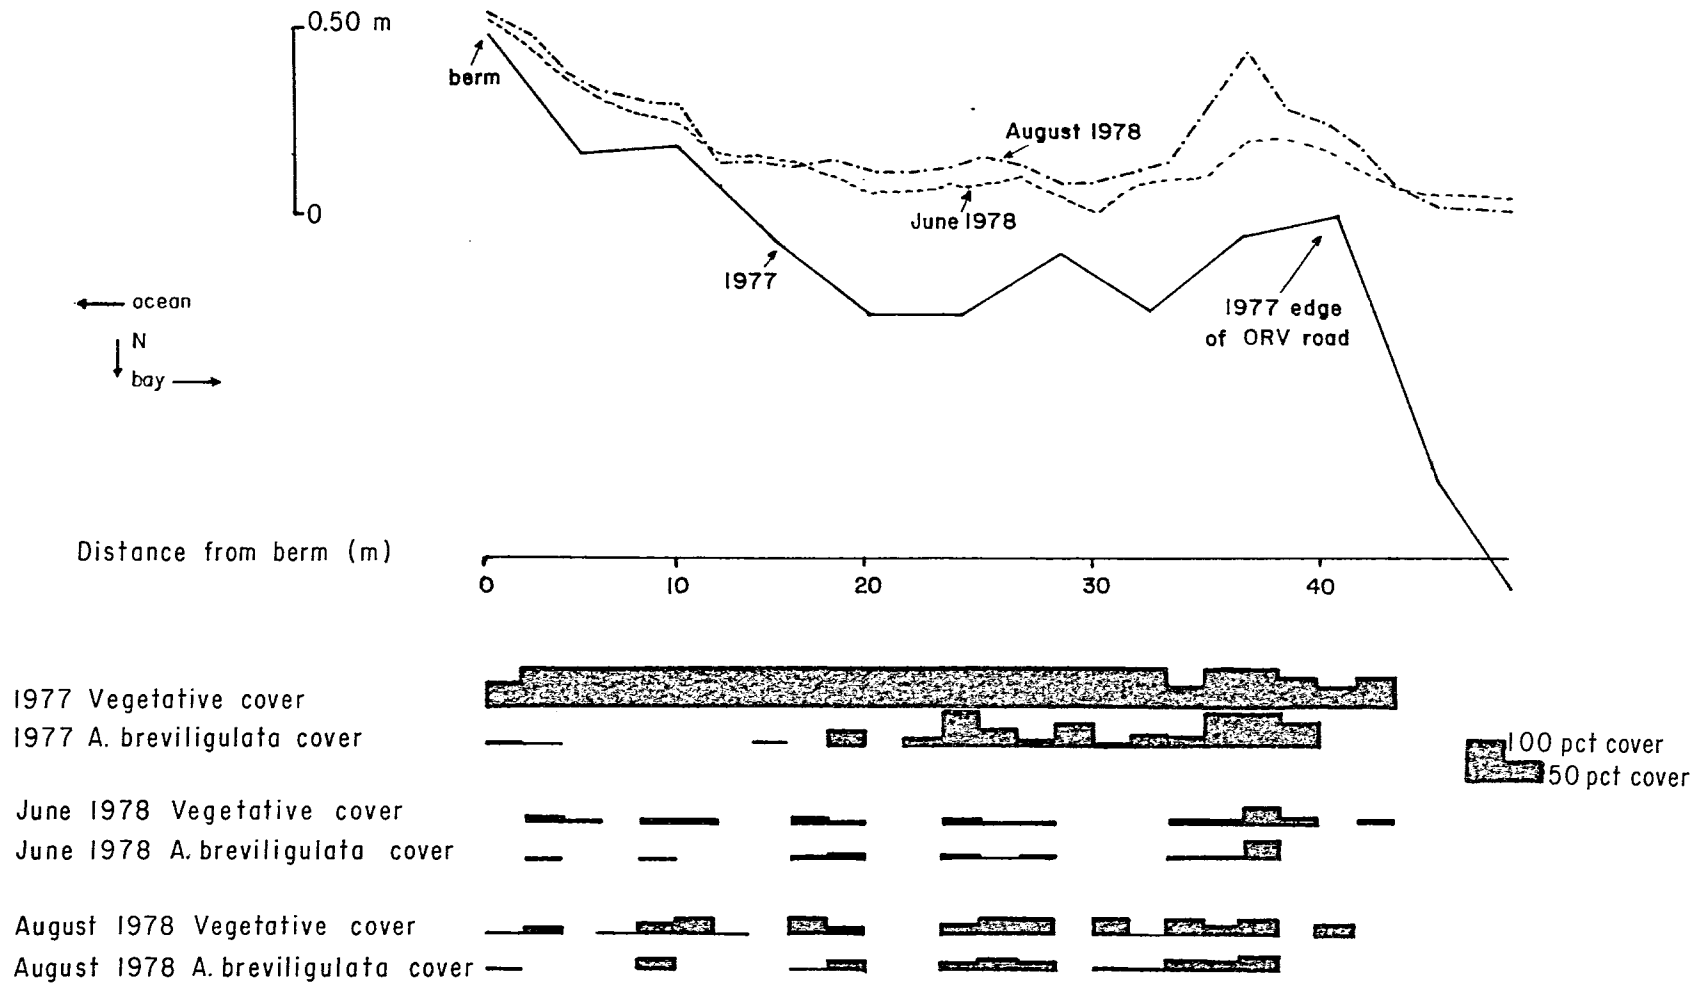 0.50 m
berm
August 1978
0
June 1978
1977
ocean
1977 edge
of ORV road
N
bay
Distance from berm (m)
0 10 20 30 40
1977 Vegetative cover
1977 A. breviligulata cover
100 pct cover
50 pct cover
June 1978 Vegetative cover
June 1978 A. breviligulata cover
August 1978 Vegetative cover
August 1978 A. breviligulata cover